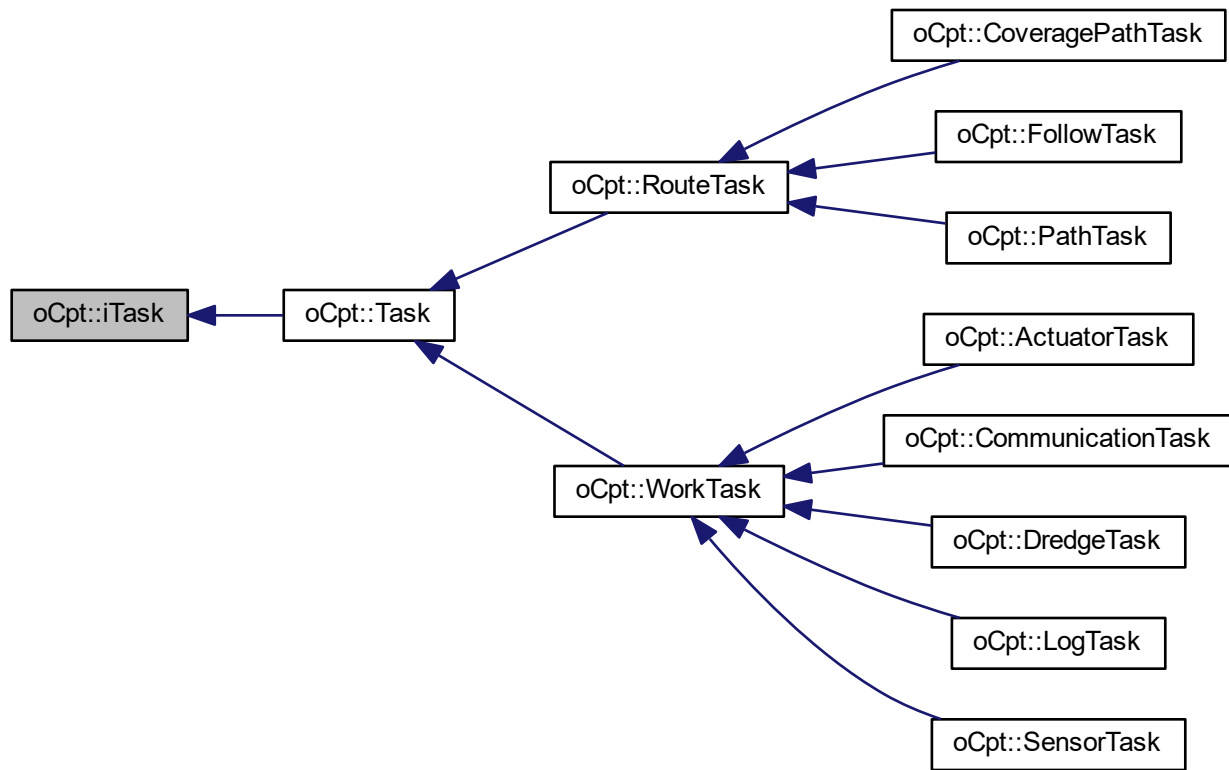 oCpt::iTask
oCpt::Task
oCpt::RouteTask
oCpt::WorkTask
oCpt::CoveragePathTask
oCpt::FollowTask
oCpt::PathTask
oCpt::ActuatorTask
oCpt::CommunicationTask
oCpt::DredgeTask
oCpt::LogTask
oCpt::SensorTask